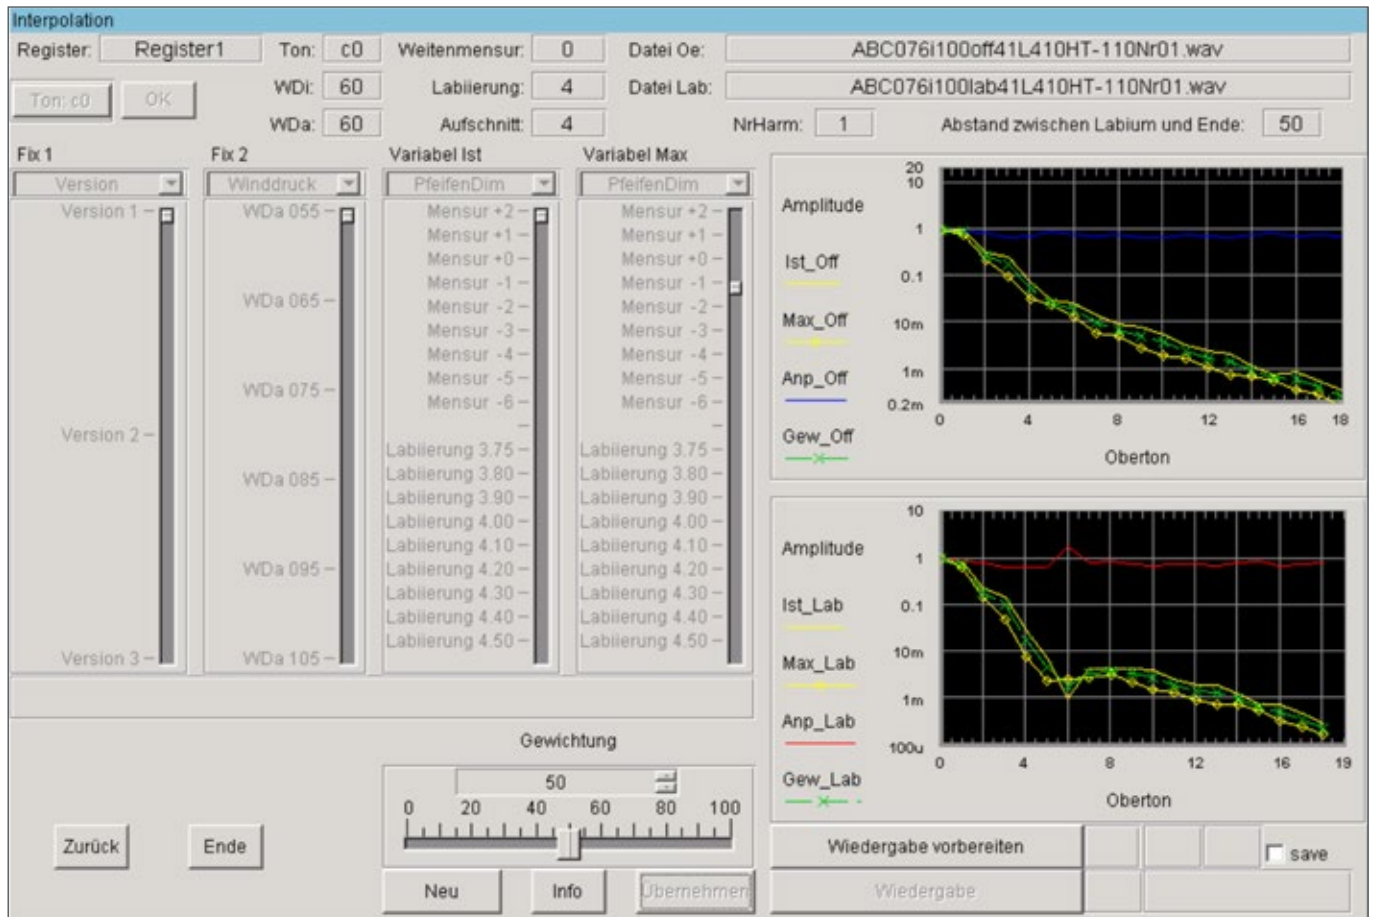 Interpolation
Register: Register1 Ton: c0 Weitenmensur: 0 Datei Oe: ABC076i100off41L410HT-110Nr01.wav
Ton: c0 OK WDi: 60 Labiierung: 4 Datei Lab: ABC076i100lab41L410HT-110Nr01.wav
WDa: 60 Aufschnitt: 4 NrHarm: 1 Abstand zwischen Labium und Ende: 50
Fix 1
Version
Version 1
Version 2
Version 3
Fix 2
Winddruck
WDa 055
WDa 065
WDa 075
WDa 085
WDa 095
WDa 105
Variabel Ist
PfeifenDim
Mensur +2
Mensur +1
Mensur +0
Mensur -1
Mensur -2
Mensur -3
Mensur -4
Mensur -5
Mensur -6
Labiierung 3.75
Labiierung 3.80
Labiierung 3.90
Labiierung 4.00
Labiierung 4.10
Labiierung 4.20
Labiierung 4.30
Labiierung 4.40
Labiierung 4.50
Variabel Max
PfeifenDim
Mensur +2
Mensur +1
Mensur +0
Mensur -1
Mensur -2
Mensur -3
Mensur -4
Mensur -5
Mensur -6
Labiierung 3.75
Labiierung 3.80
Labiierung 3.90
Labiierung 4.00
Labiierung 4.10
Labiierung 4.20
Labiierung 4.30
Labiierung 4.40
Labiierung 4.50
Amplitude
Ist_Off
Max_Off
Anp_Off
Gew_Off
20
10
1
0.1
10m
1m
0.2m
0 4 8 12 16 18
Oberton
Amplitude
Ist_Lab
Max_Lab
Anp_Lab
Gew_Lab
10
1
0.1
10m
1m
100u
0 4 8 12 16 19
Oberton
Gewichtung
50
0 20 40 60 80 100
Zurück Ende
Neu Info Übernehmen
Wiedergabe vorbereiten save
Wiedergabe